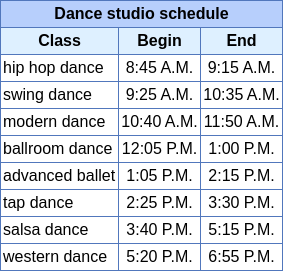 Dance studio schedule
Class Begin End
hip hop dance 8:45 A.M. 9:15 A.M.
swing dance 9:25 A.M. 10:35 A.M.
modern dance 10:40 A.M. 11:50 A.M.
ballroom dance 12:05 P.M. 1:00 P.M.
advanced ballet 1:05 P.M. 2:15 P.M.
tap dance 2:25 P.M. 3:30 P.M.
salsa dance 3:40 P.M. 5:15 P.M.
western dance 5:20 P.M. 6:55 P.M.